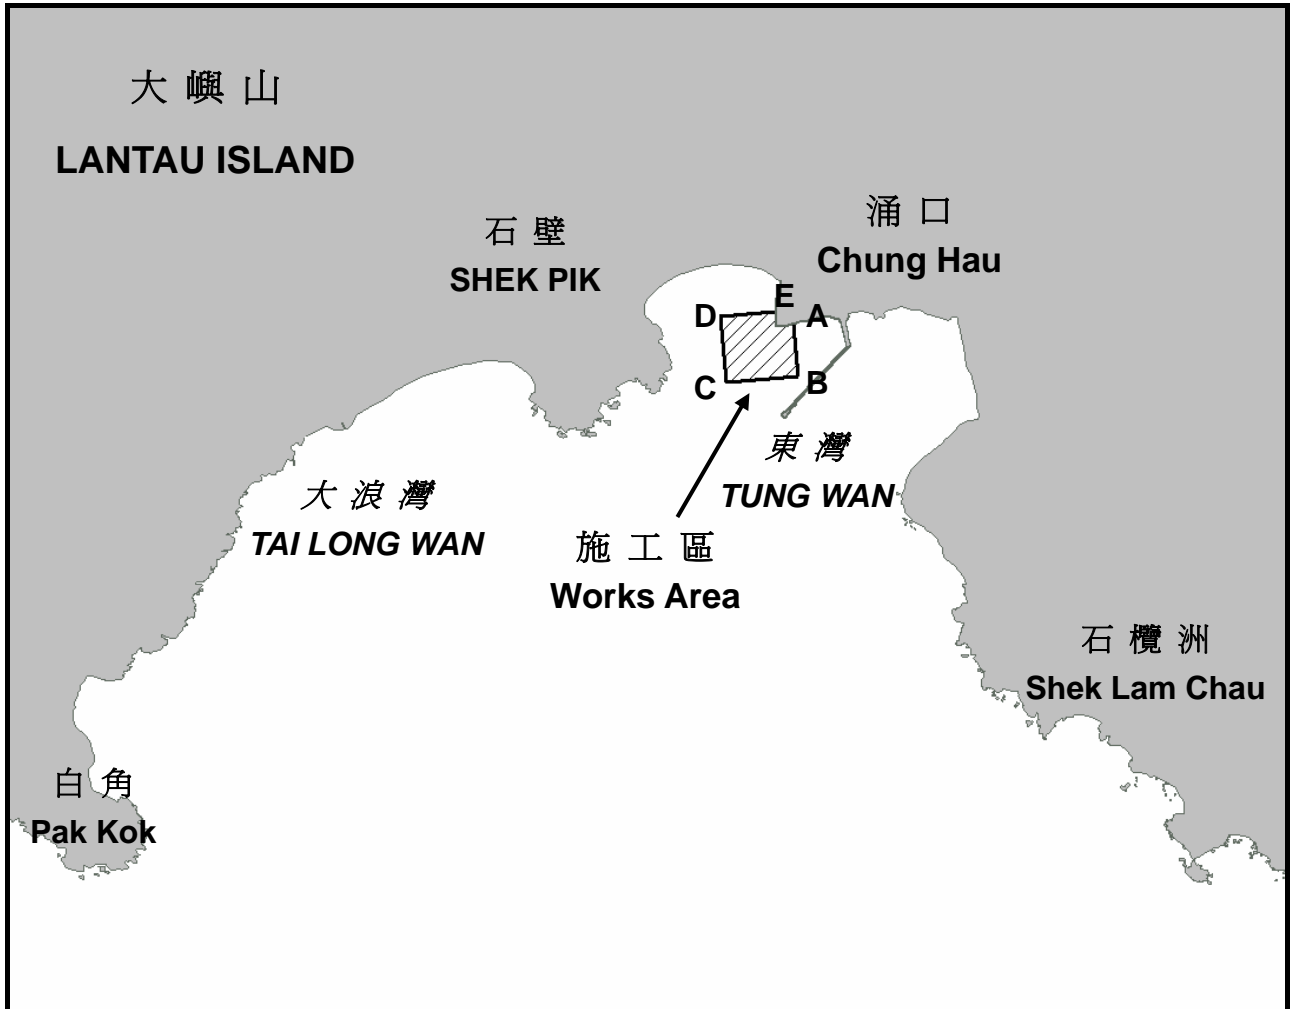 大嶼山
LANTAU ISLAND
石壁
SHEK PIK
涌口
Chung Hau
E
D
A
C
B
東灣
TUNG WAN
大浪灣
TAI LONG WAN
施工區
Works Area
石欖洲
Shek Lam Chau
白角
Pak Kok